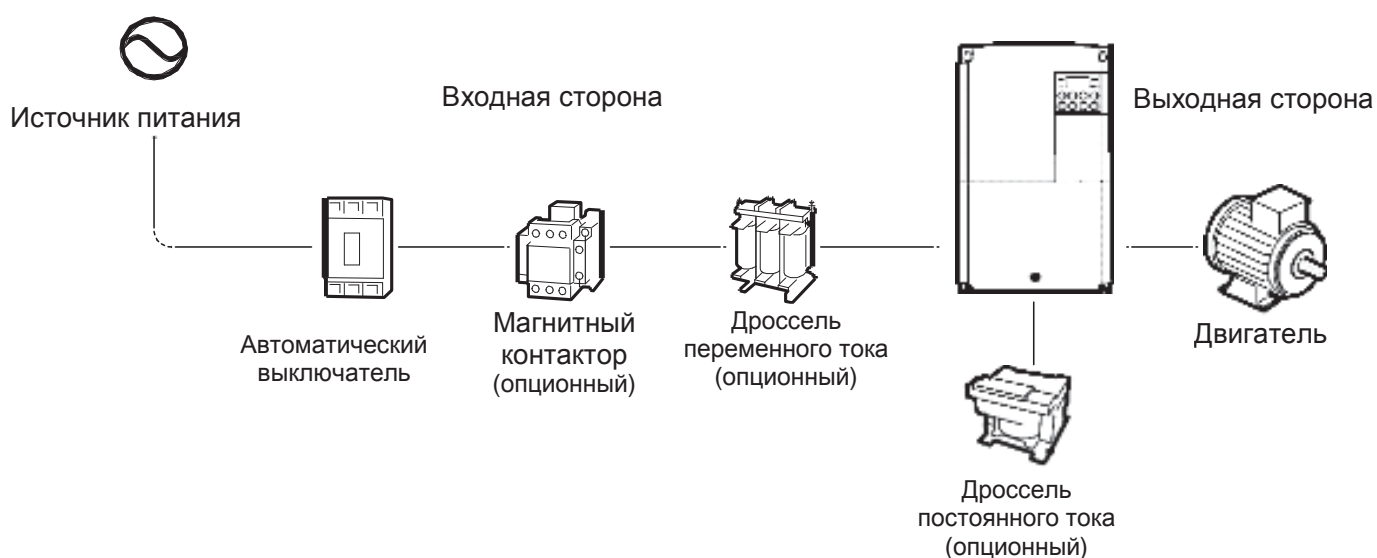 Входная сторона
Выходная сторона
Источник питания
Автоматический
выключатель
Магнитный
контактор
(опционный)
Дроссель
переменного тока
(опционный)
Двигатель
Дроссель
постоянного тока
(опционный)